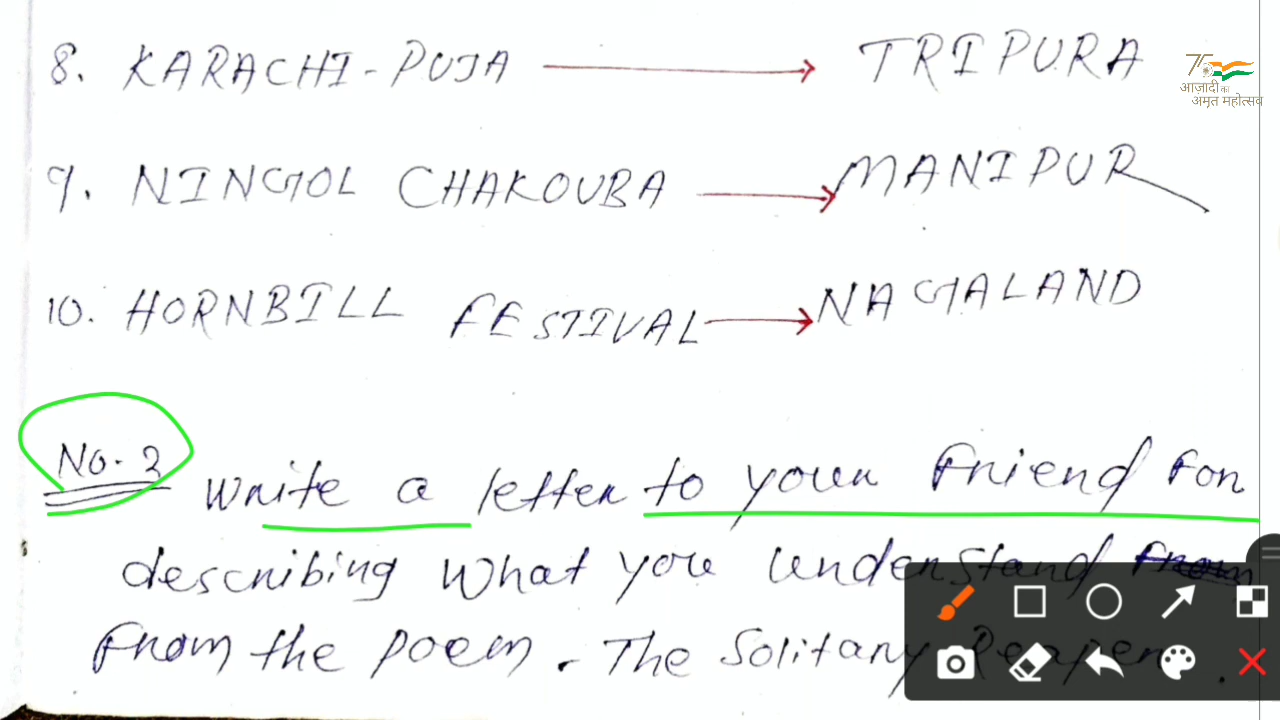 8. KARACHI-PUJA → TRIPURA
75
आज़ादी का
अमृत महोत्सव
9. NINGOL CHAKOUBA → MANIPUR
10. HORNBILL FESTIVAL → NAGALAND
No. 2
Write a letter to your Friend For
describing what you understand
From the poem. The Solitary Reaper.